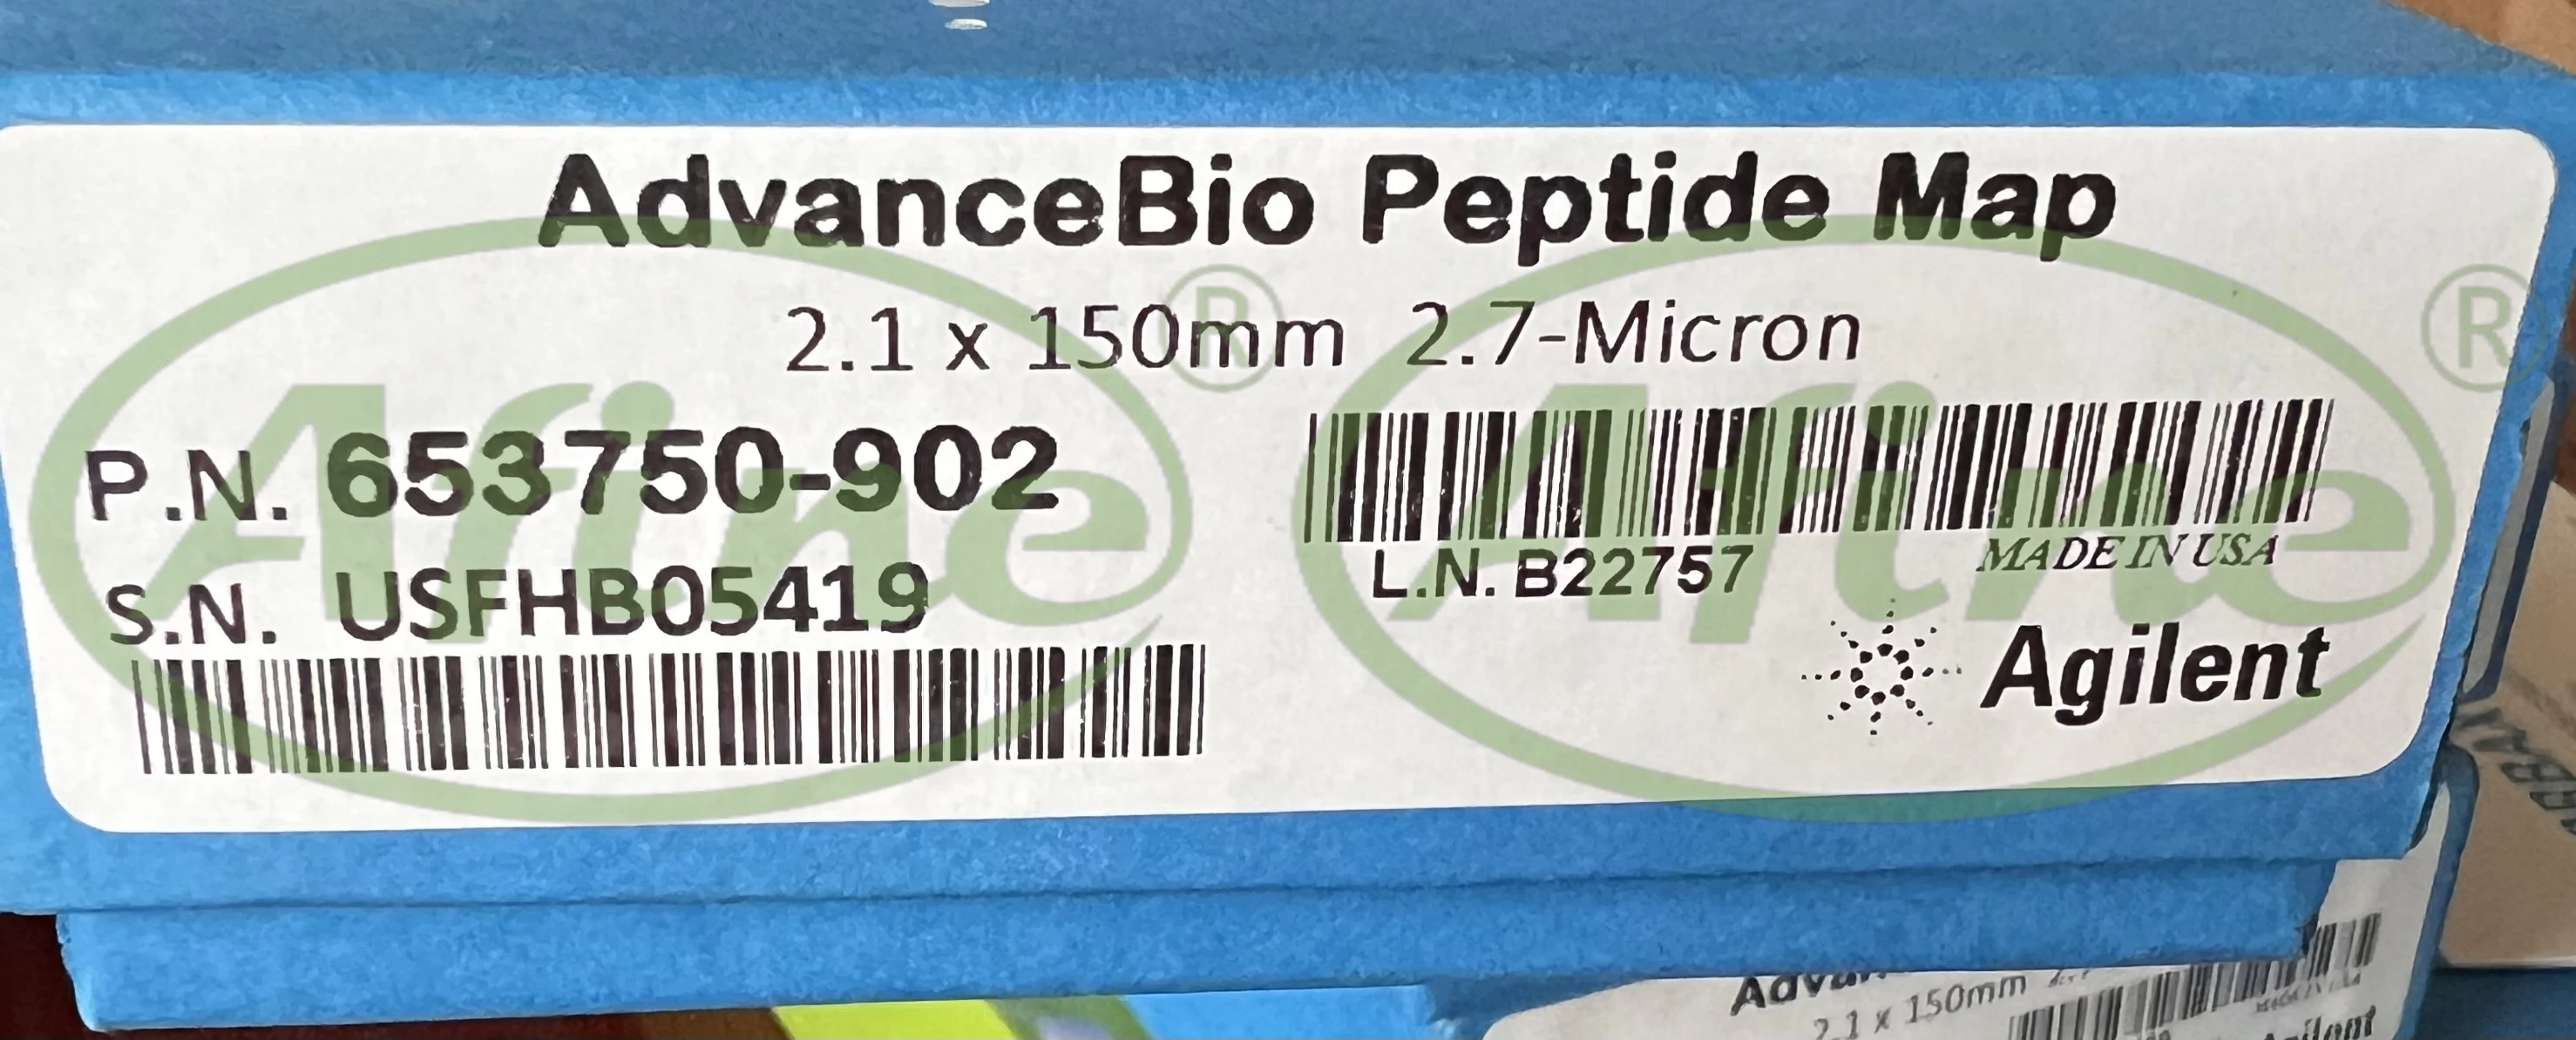 AdvanceBio Peptide Map
2.1 x 150mm 2.7-Micron
P.N. 653750-902
S.N. USFHB05419
L.N. B22757
MADE IN USA
Agilent
Afine ®
Afine ®
2.1 x 150mm
Agilent